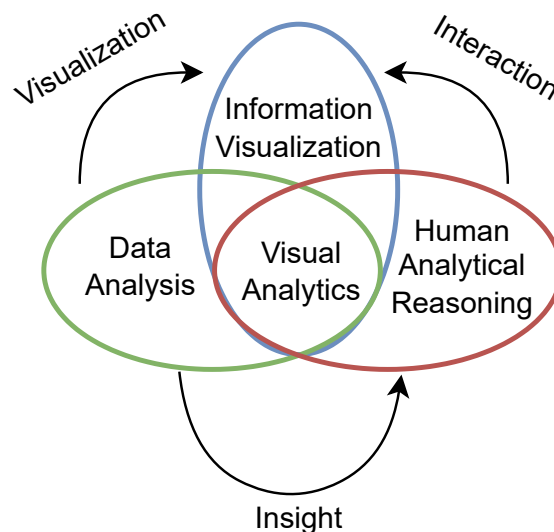 Visualization
Interaction
Information
Visualization
Data
Analysis
Visual
Analytics
Human
Analytical
Reasoning
Insight